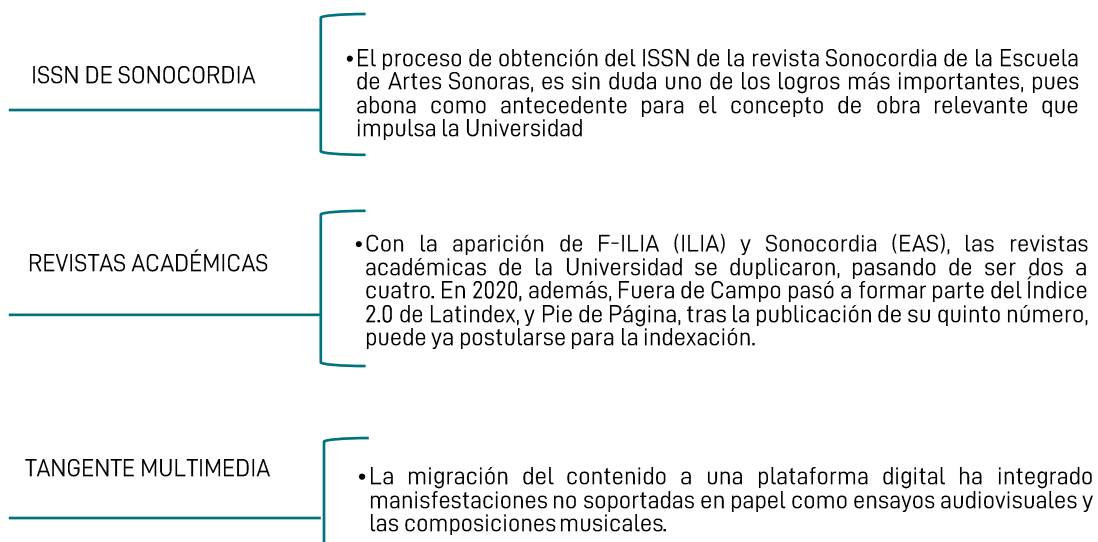 ISSN DE SONOCORDIA
•El proceso de obtención del ISSN de la revista Sonocordia de la Escuela
de Artes Sonoras, es sin duda uno de los logros más importantes, pues
abona como antecedente para el concepto de obra relevante que
impulsa la Universidad
REVISTAS ACADÉMICAS
•Con la aparición de F-ILIA (ILIA) y Sonocordia (EAS), las revistas
académicas de la Universidad se duplicaron, pasando de ser dos a
cuatro. En 2020, además, Fuera de Campo pasó a formar parte del Índice
2.0 de Latindex, y Pie de Página, tras la publicación de su quinto número,
puede ya postularse para la indexación.
TANGENTE MULTIMEDIA
•La migración del contenido a una plataforma digital ha integrado
manisfestaciones no soportadas en papel como ensayos audiovisuales y
las composiciones musicales.